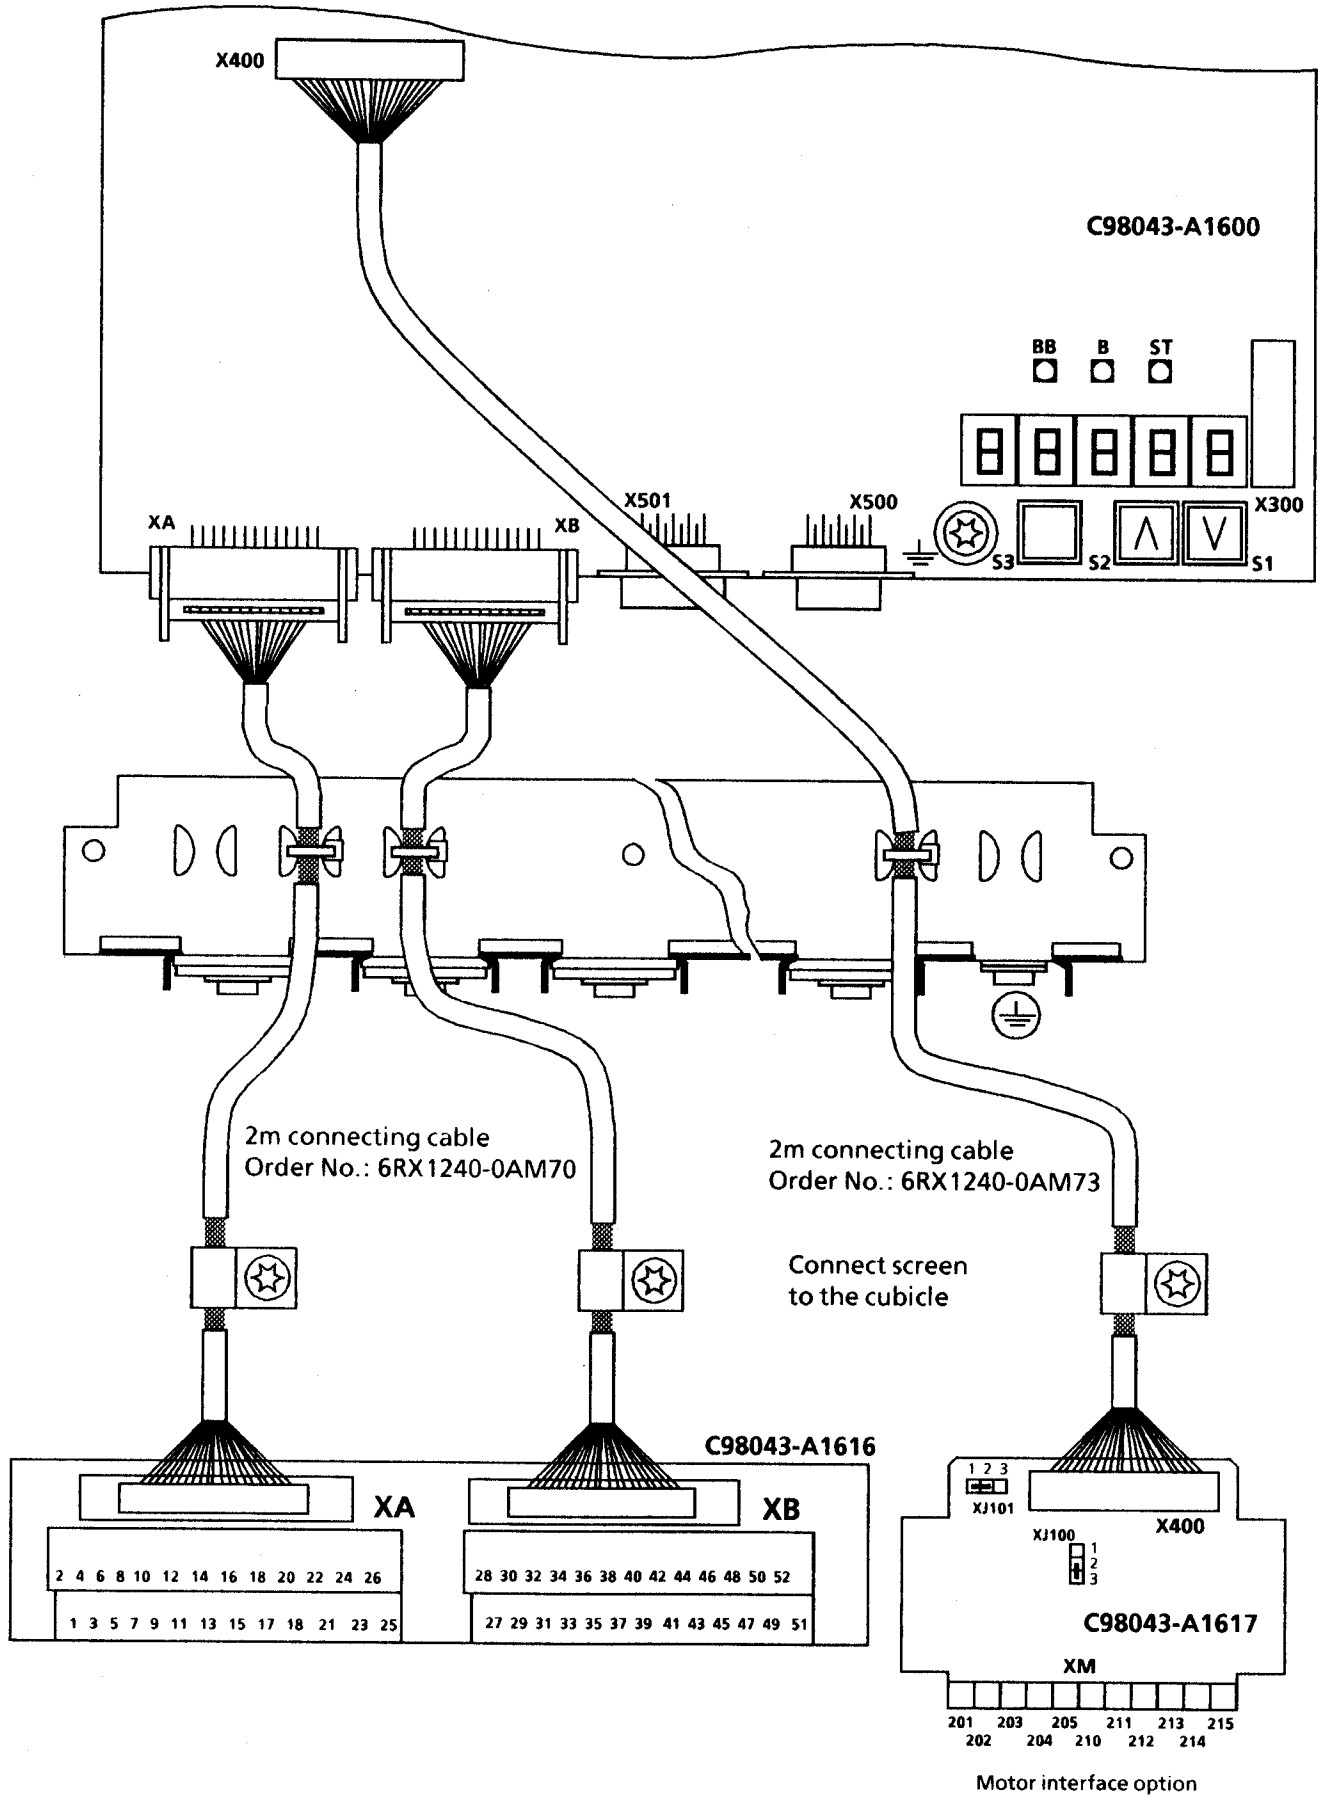 X400
C98043-A1600
BB B ST
X501
X500
X300
XA
XB
S3
S2
S1
2m connecting cable
Order No.: 6RX1240-0AM70
2m connecting cable
Order No.: 6RX1240-0AM73
Connect screen
to the cubicle
C98043-A1616
XA
XB
2 4 6 8 10 12 14 16 18 20 22 24 26
1 3 5 7 9 11 13 15 17 18 21 23 25
28 30 32 34 36 38 40 42 44 46 48 50 52
27 29 31 33 35 37 39 41 43 45 47 49 51
1 2 3
XJ101
X400
XJ100
1
2
3
C98043-A1617
XM
201 203 205 211 213 215
202 204 210 212 214
Motor interface option